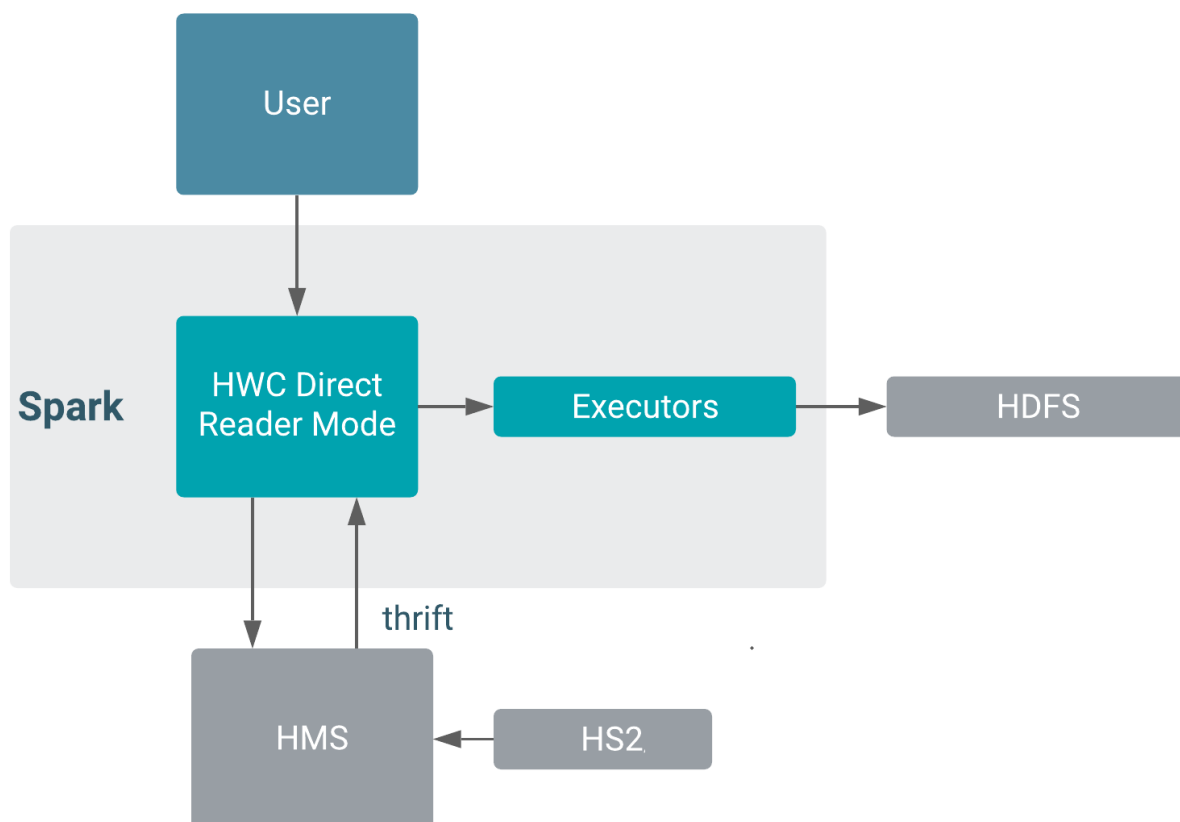 User
Spark
HWC Direct
Reader Mode
Executors
HDFS
thrift
HMS
HS2